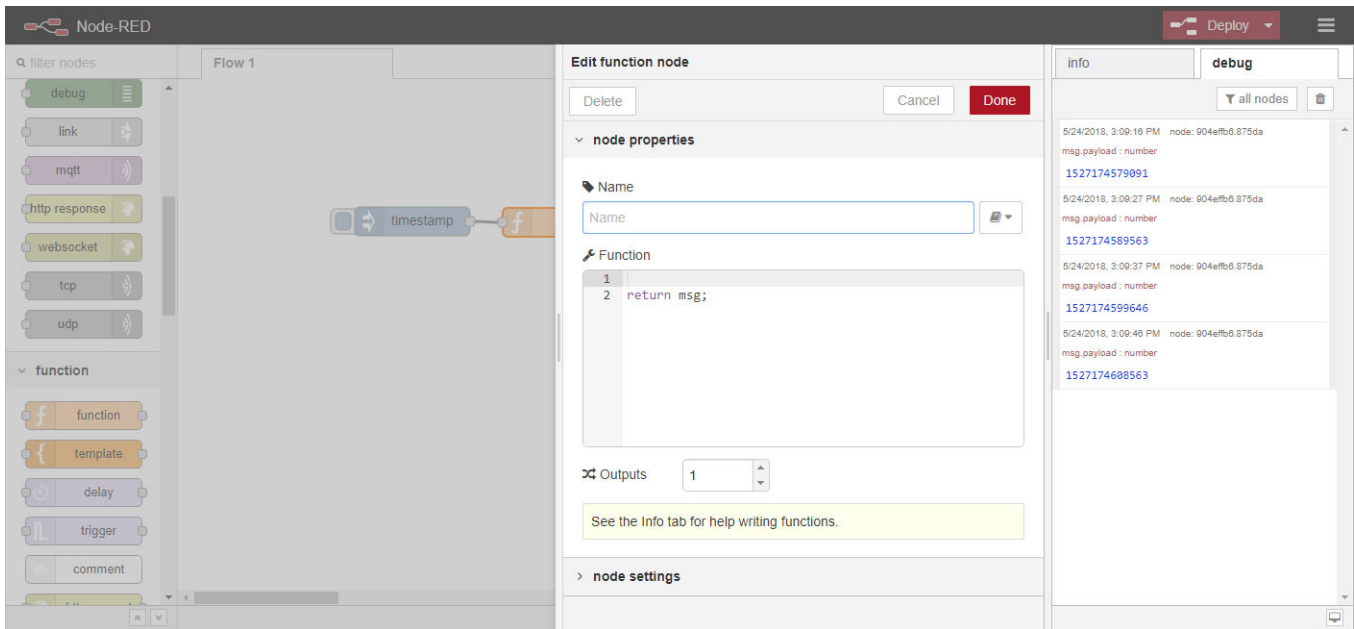 Node-RED
Deploy
filter nodes
debug
link
mqtt
http response
websocket
tcp
udp
function
function
template
delay
trigger
comment
Flow 1
timestamp
Edit function node
Delete
Cancel
Done
node properties
Name
Name
Function
1
2 return msg;
Outputs
1
See the Info tab for help writing functions.
node settings
info
debug
all nodes
5/24/2018, 3:09:16 PM node: 904effb6.875da
msg.payload : number
1527174579091
5/24/2018, 3:09:27 PM node: 904effb6.875da
msg.payload : number
1527174589563
5/24/2018, 3:09:37 PM node: 904effb6.875da
msg.payload : number
1527174599646
5/24/2018, 3:09:46 PM node: 904effb6.875da
msg.payload : number
1527174608563